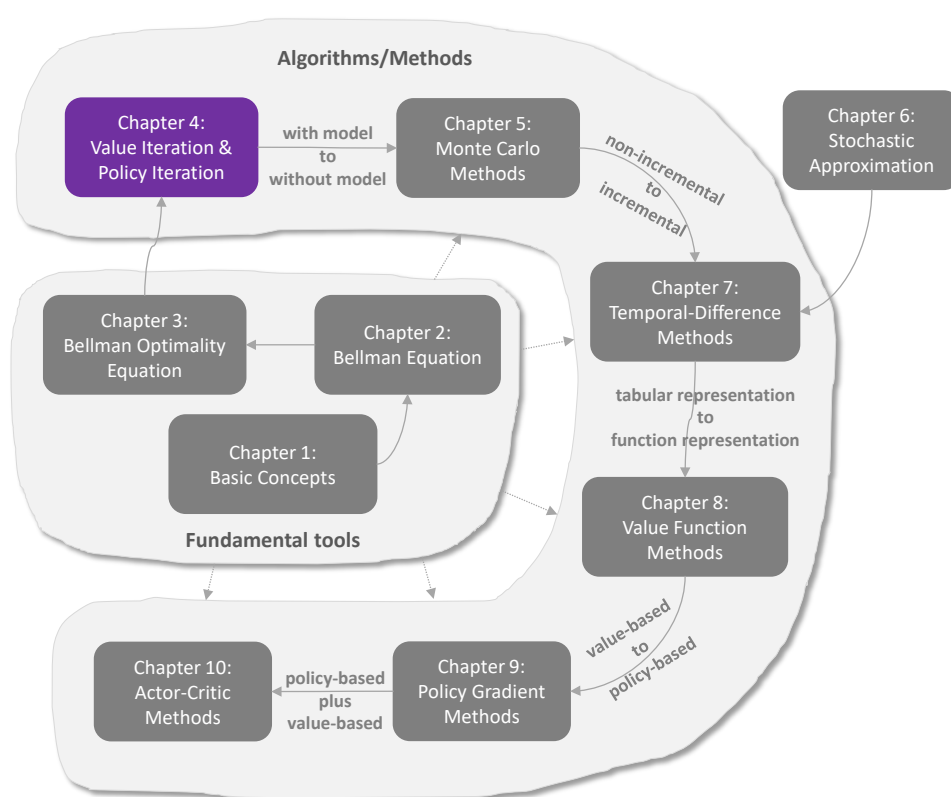 Algorithms/Methods
Chapter 4:
Value Iteration &
Policy Iteration
with model
to
without model
Chapter 5:
Monte Carlo
Methods
non-incremental
to
incremental
Chapter 6:
Stochastic
Approximation
Chapter 3:
Bellman Optimality
Equation
Chapter 2:
Bellman Equation
Chapter 1:
Basic Concepts
Fundamental tools
Chapter 7:
Temporal-Difference
Methods
tabular representation
to
function representation
Chapter 8:
Value Function
Methods
value-based
to
policy-based
Chapter 9:
Policy Gradient
Methods
policy-based
plus
value-based
Chapter 10:
Actor-Critic
Methods